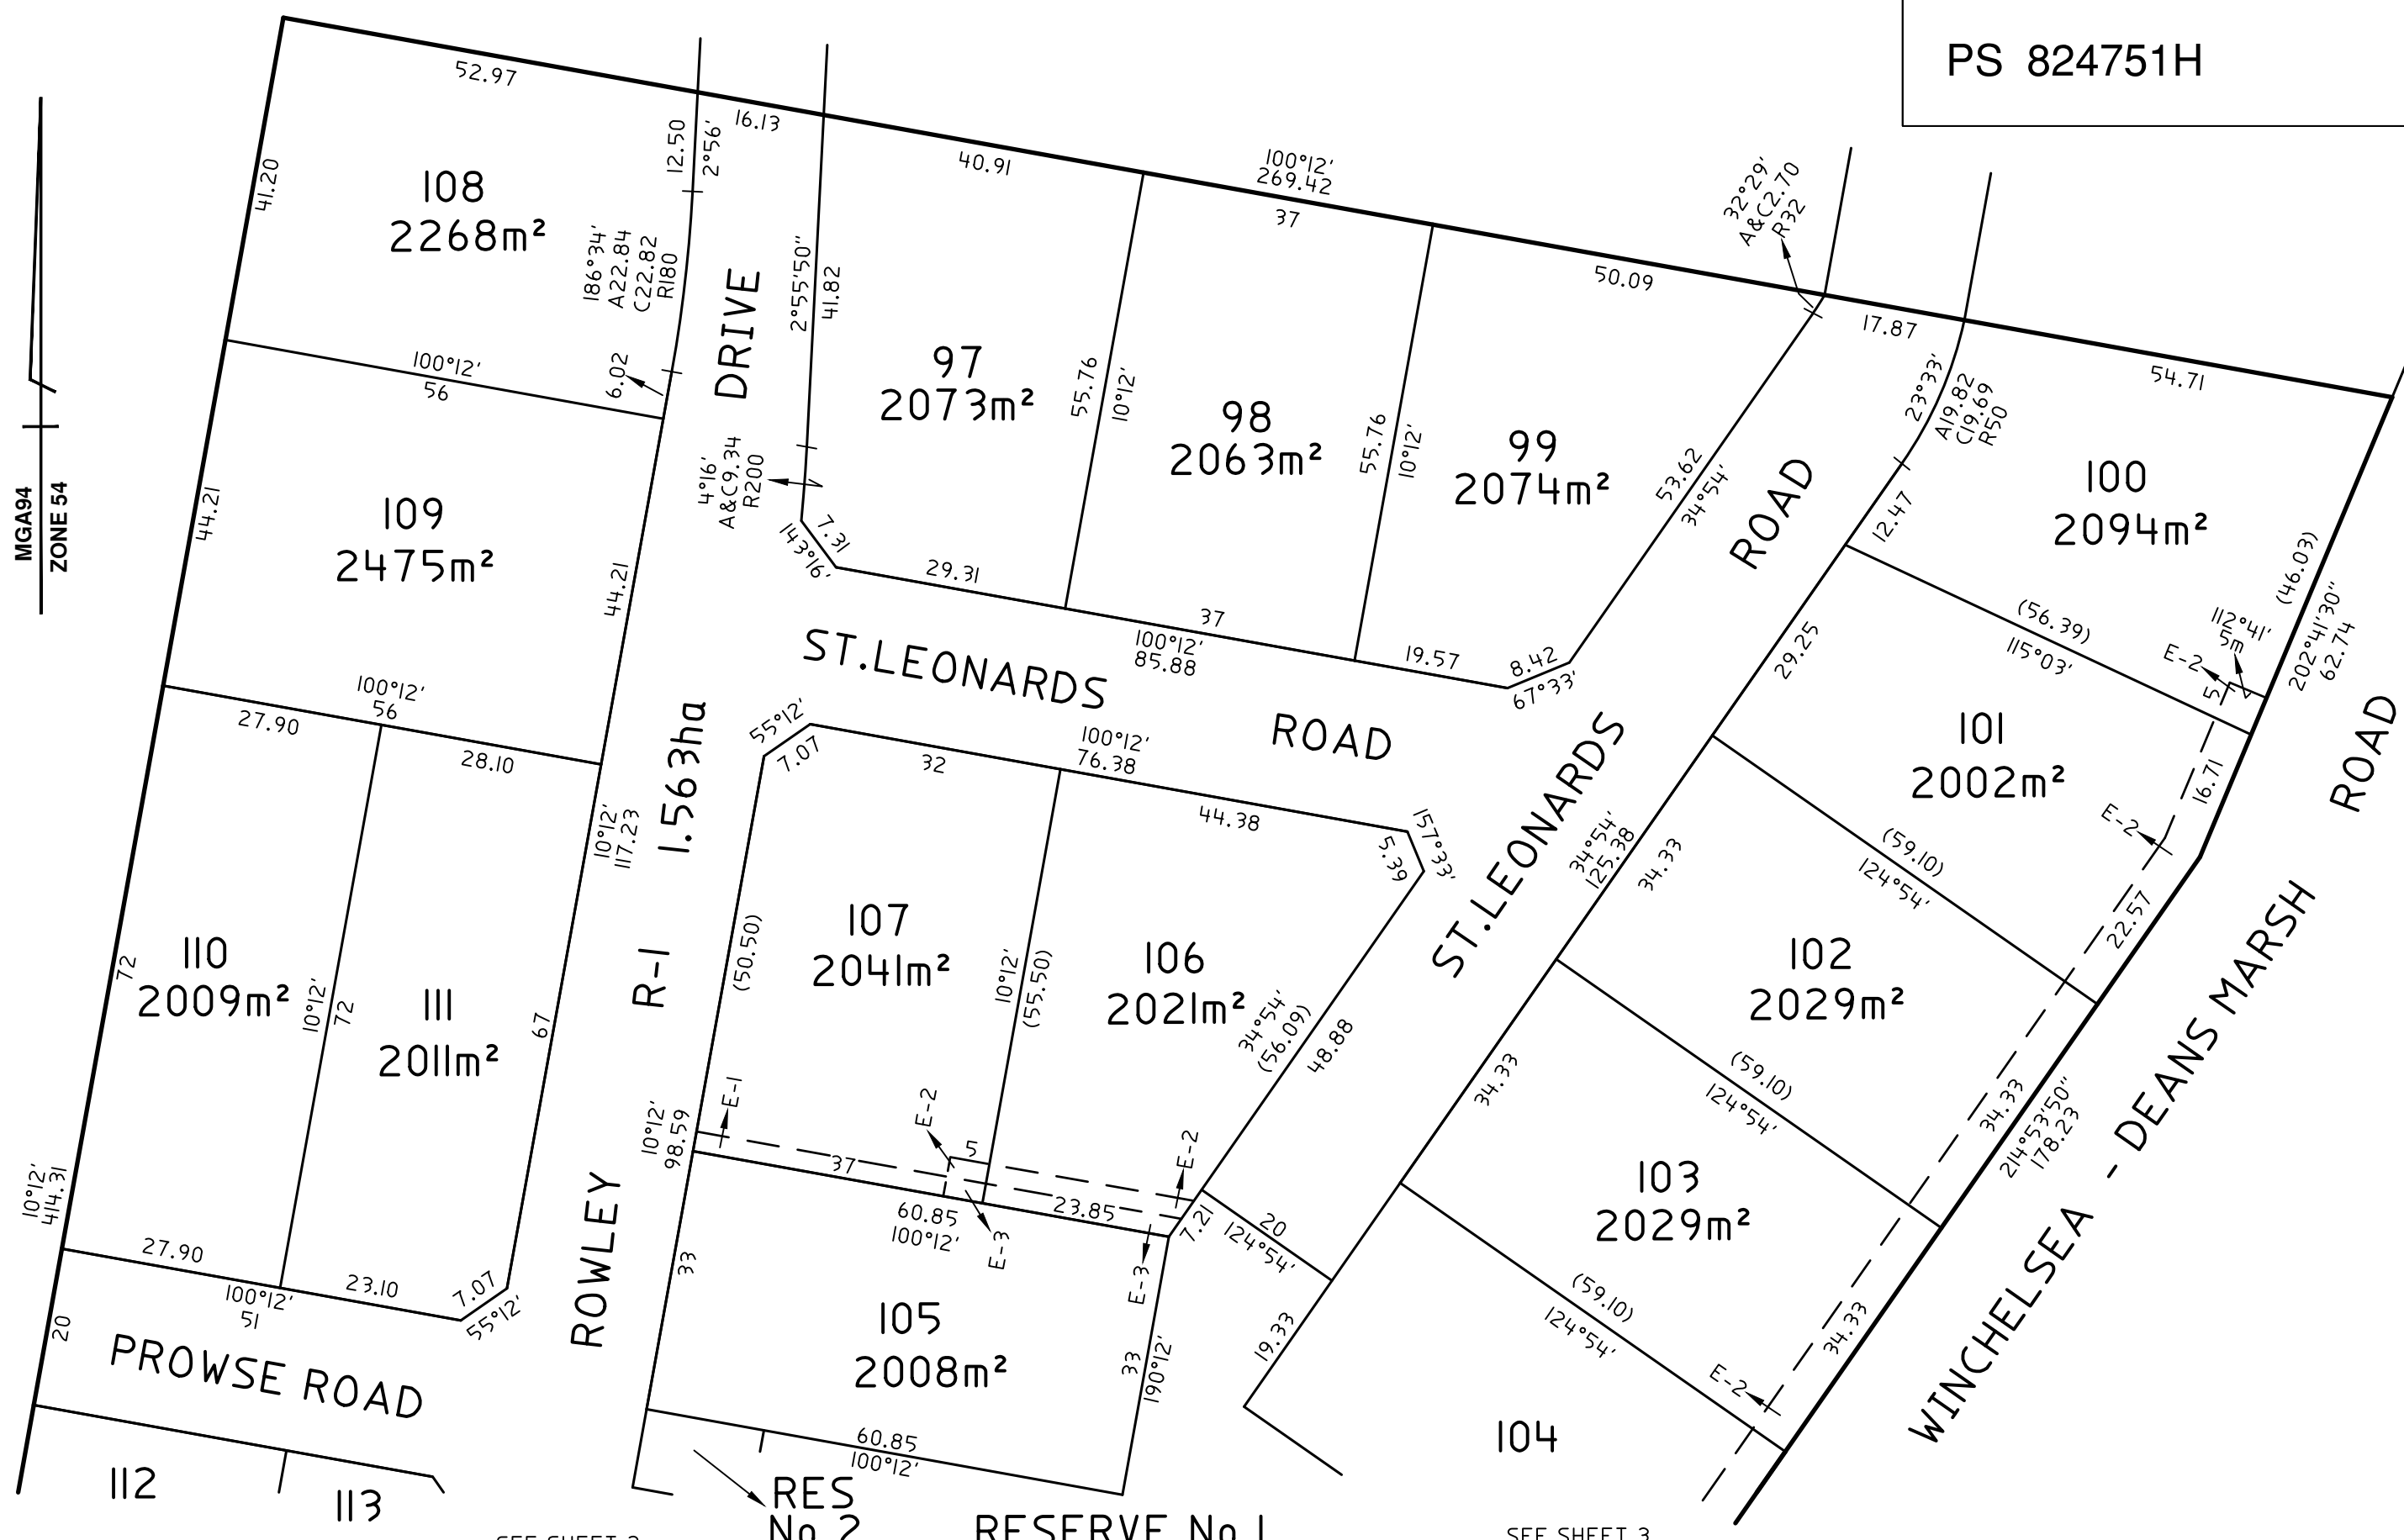 PS 824751H
MGA94
ZONE 54
52.97
16.13
40.91
100°12'
269.42
37
50.09
17.87
54.71
32°29'
A&C2.70
R32
41.20
108
2268m²
12.50
2°56'
186°34'
A22.84
C22.82
R180
6.02
100°12'
56
DRIVE
2°55'50"
41.82
4°16'
A&C9.34
R200
7.31
143°16'
97
2073m²
55.76
10°12'
98
2063m²
55.76
10°12'
99
2074m²
53.62
34°54'
29.31
37
100°12'
85.88
19.57
8.42
67°33'
ROAD
23°33'
A19.82
C19.69
R50
12.47
100
2094m²
(46.03)
202°41'30"
62.74
112°41'
5m
E-2
5
(56.39)
115°03'
44.21
109
2475m²
44.21
100°12'
56
27.90
28.10
ST.LEONARDS
ROAD
1.563ha
R-1
ROWLEY
10°12'
117.23
55°12'
7.07
32
100°12'
76.38
44.38
157°33'
5.39
ST.LEONARDS
29.25
101
2002m²
16.71
E-2
(59.10)
124°54'
22.57
34°54'
125.38
34.33
ROAD
WINCHELSEA - DEANS MARSH
72
110
2009m²
10°12'
72
111
2011m²
67
107
2041m²
(50.50)
10°12'
(55.50)
106
2021m²
34°54'
(56.09)
48.88
102
2029m²
(59.10)
124°54'
34.33
34.33
214°53'50"
178.23
10°12'
98.59
E-1
E-2
5
E-2
37
60.85
100°12'
23.85
E-3
7.21
20
124°54'
E-3
103
2029m²
(59.10)
124°54'
34.33
E-2
10°12'
414.31
27.90
100°12'
51
23.10
7.07
55°12'
20
PROWSE ROAD
33
105
2008m²
33
190°12'
19.33
60.85
100°12'
104
112
113
RES
No.2
RESERVE No.1
SEE SHEET 2
SEE SHEET 3